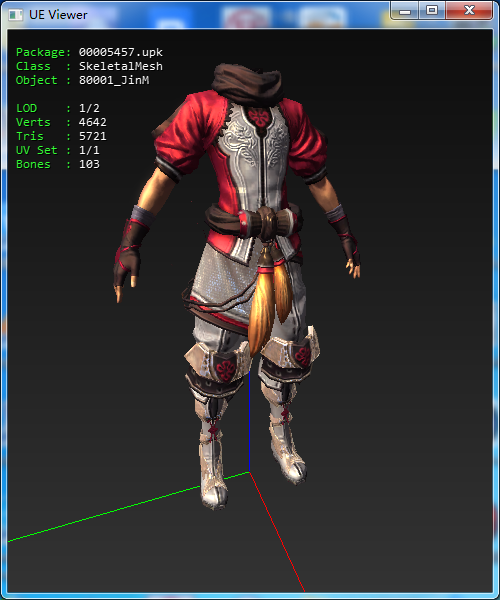 UE Viewer
Package: 00005457.upk
Class : SkeletalMesh
Object : 80001_JinM
LOD : 1/2
Verts : 4642
Tris : 5721
UV Set : 1/1
Bones : 103